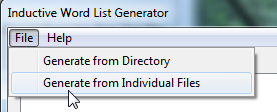 Inductive Word List Generator
File Help
Generate from Directory
Generate from Individual Files